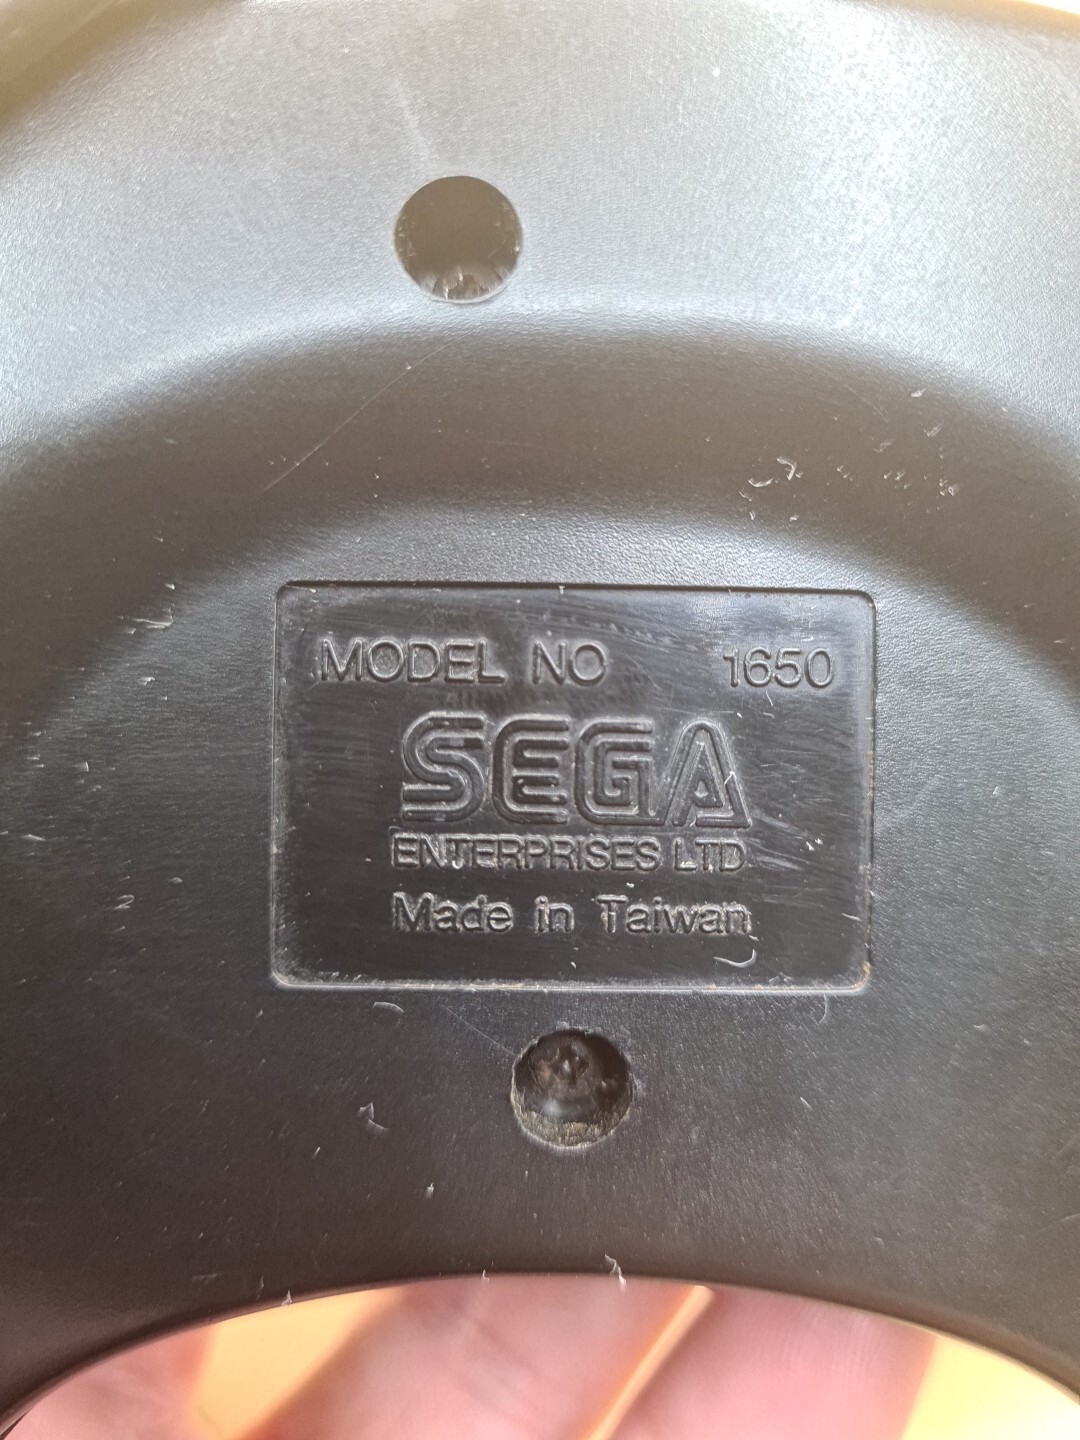 MODEL NO 1650
SEGA
ENTERPRISES LTD
Made in Taiwan